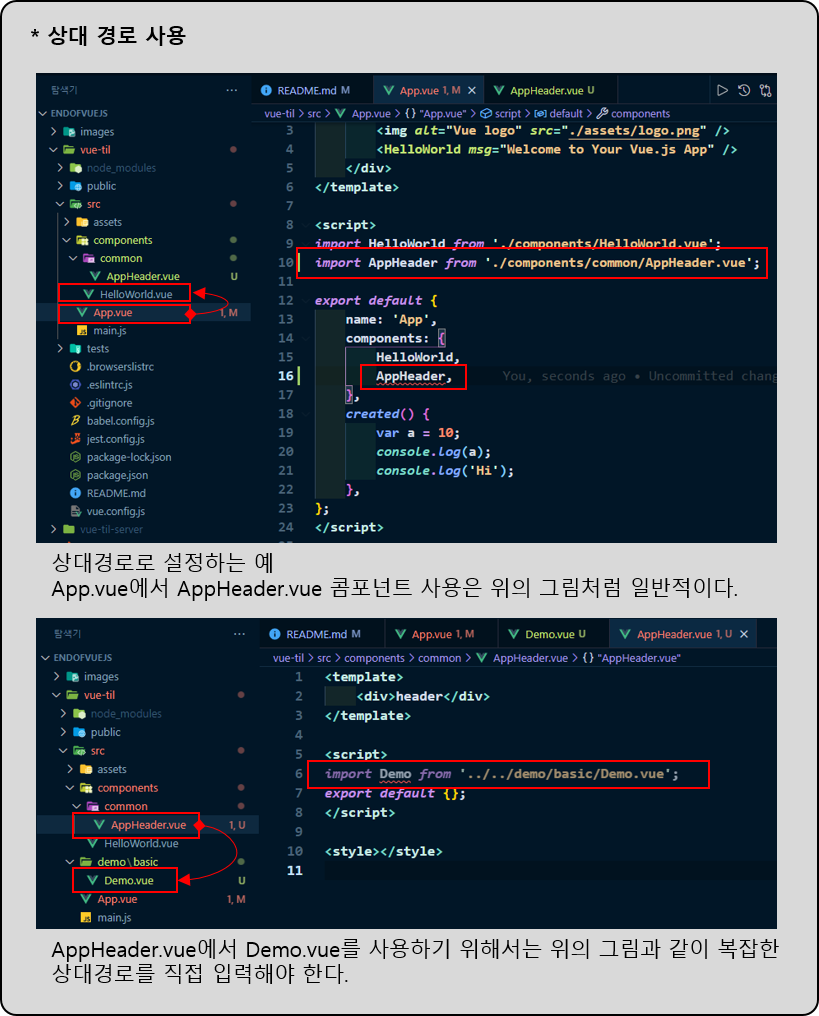 * 상대 경로 사용
탐색기
README.md M
App.vue 1, M
AppHeader.vue U
ENDOFVUEJS
vue-til > src > App.vue > {} "App.vue" > script > default > components
images
vue-til
node_modules
public
src
assets
components
common
AppHeader.vue U
HelloWorld.vue
App.vue 1, M
main.js
tests
.browserslistrc
.eslintrc.js
.gitignore
babel.config.js
jest.config.js
package-lock.json
package.json
README.md
vue.config.js
vue-til-server
3 <img alt="Vue logo" src="./assets/logo.png" />
4 <HelloWorld msg="Welcome to Your Vue.js App" />
5 </div>
6 </template>
7
8 <script>
9 import HelloWorld from './components/HelloWorld.vue';
10 import AppHeader from './components/common/AppHeader.vue';
11
12 export default {
13 name: 'App',
14 components: {
15 HelloWorld,
16 AppHeader, You, seconds ago • Uncommitted chang
17 },
18 created() {
19 var a = 10;
20 console.log(a);
21 console.log('Hi');
22 },
23 };
24 </script>
상대경로로 설정하는 예
App.vue에서 AppHeader.vue 콤포넌트 사용은 위의 그림처럼 일반적이다.
탐색기
README.md M
App.vue 1, M
Demo.vue U
AppHeader.vue 1, U
ENDOFVUEJS
vue-til > src > components > common > AppHeader.vue > {} "AppHeader.vue"
images
vue-til
node_modules
public
src
assets
components
common
AppHeader.vue 1, U
HelloWorld.vue
demo\basic
Demo.vue U
App.vue 1, M
main.js
1 <template>
2 <div>header</div>
3 </template>
4
5 <script>
6 import Demo from '../../demo/basic/Demo.vue';
7 export default {};
8 </script>
9
10 <style></style>
11
AppHeader.vue에서 Demo.vue를 사용하기 위해서는 위의 그림과 같이 복잡한
상대경로를 직접 입력해야 한다.